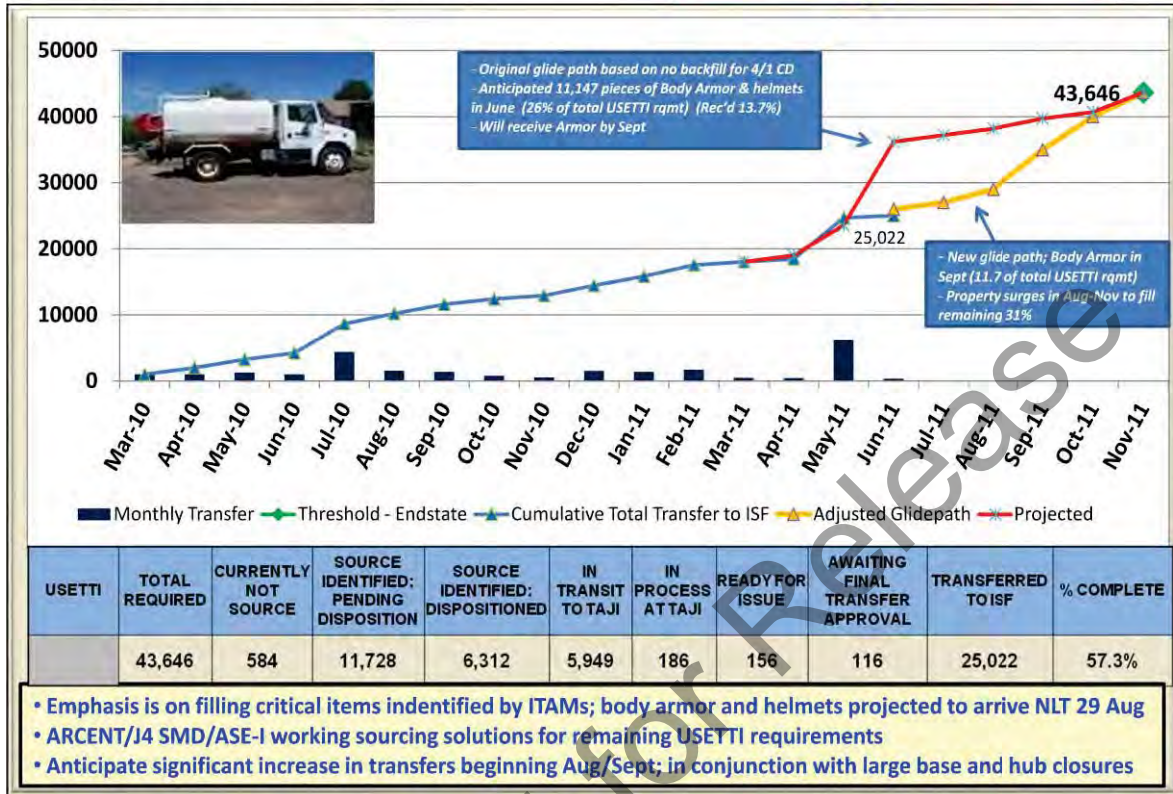 50000
40000
30000
20000
10000
0
- Original glide path based on no backfill for 4/1 CD
- Anticipated 11,147 pieces of Body Armor & helmets
in June (26% of total USETTI rqmt) (Rec'd 13.7%)
- Will receive Armor by Sept
43,646
25,022
- New glide path; Body Armor in
Sept (11.7 of total USETTI rqmt)
- Property surges in Aug-Nov to fill
remaining 31%
Mar-10
Apr-10
May-10
Jun-10
Jul-10
Aug-10
Sep-10
Oct-10
Nov-10
Dec-10
Jan-11
Feb-11
Mar-11
Apr-11
May-11
Jun-11
Jul-11
Aug-11
Sep-11
Oct-11
Nov-11
Monthly Transfer Threshold - Endstate Cumulative Total Transfer to ISF Adjusted Glidepath Projected
USETTI
TOTAL
REQUIRED
CURRENTLY
NOT
SOURCE
SOURCE
IDENTIFIED:
PENDING
DISPOSITION
SOURCE
IDENTIFIED:
DISPOSITIONED
IN
TRANSIT
TO TAJI
IN
PROCESS
AT TAJI
READY FOR
ISSUE
AWAITING
FINAL
TRANSFER
APPROVAL
TRANSFERRED
TO ISF
% COMPLETE
43,646 584 11,728 6,312 5,949 186 156 116 25,022 57.3%
• Emphasis is on filling critical items indentified by ITAMs; body armor and helmets projected to arrive NLT 29 Aug
• ARCENT/J4 SMD/ASE-I working sourcing solutions for remaining USETTI requirements
• Anticipate significant increase in transfers beginning Aug/Sept; in conjunction with large base and hub closures
for Release